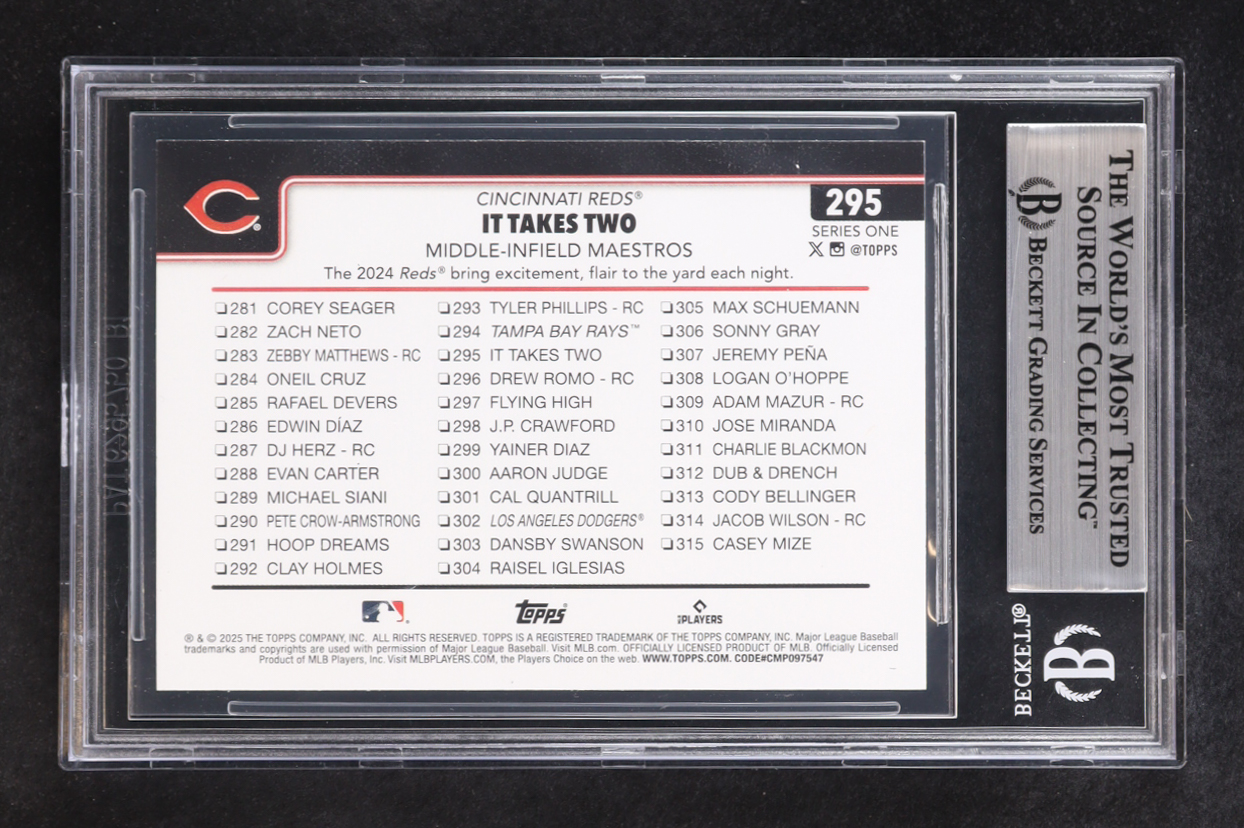 CINCINNATI REDS®
IT TAKES TWO
MIDDLE-INFIELD MAESTROS
The 2024 Reds® bring excitement, flair to the yard each night.
295
SERIES ONE
@TOPPS
281 COREY SEAGER
282 ZACH NETO
283 ZEBBY MATTHEWS - RC
284 ONEIL CRUZ
285 RAFAEL DEVERS
286 EDWIN DÍAZ
287 DJ HERZ - RC
288 EVAN CARTER
289 MICHAEL SIANI
290 PETE CROW-ARMSTRONG
291 HOOP DREAMS
292 CLAY HOLMES
293 TYLER PHILLIPS - RC
294 TAMPA BAY RAYS™
295 IT TAKES TWO
296 DREW ROMO - RC
297 FLYING HIGH
298 J.P. CRAWFORD
299 YAINER DIAZ
300 AARON JUDGE
301 CAL QUANTRILL
302 LOS ANGELES DODGERS®
303 DANSBY SWANSON
304 RAISEL IGLESIAS
305 MAX SCHUEMANN
306 SONNY GRAY
307 JEREMY PEÑA
308 LOGAN O'HOPPE
309 ADAM MAZUR - RC
310 JOSE MIRANDA
311 CHARLIE BLACKMON
312 DUB & DRENCH
313 CODY BELLINGER
314 JACOB WILSON - RC
315 CASEY MIZE
Topps®
PLAYERS
® & © 2025 THE TOPPS COMPANY, INC. ALL RIGHTS RESERVED. TOPPS IS A REGISTERED TRADEMARK OF THE TOPPS COMPANY, INC. Major League Baseball
trademarks and copyrights are used with permission of Major League Baseball. Visit MLB.com. OFFICIALLY LICENSED PRODUCT OF MLB. Officially Licensed
Product of MLB Players, Inc. Visit MLBPLAYERS.COM, the Players Choice on the web. WWW.TOPPS.COM. CODE#CMP097547
THE WORLD'S MOST TRUSTED
SOURCE IN COLLECTING™
B BECKETT GRADING SERVICES
BECKETT®
B